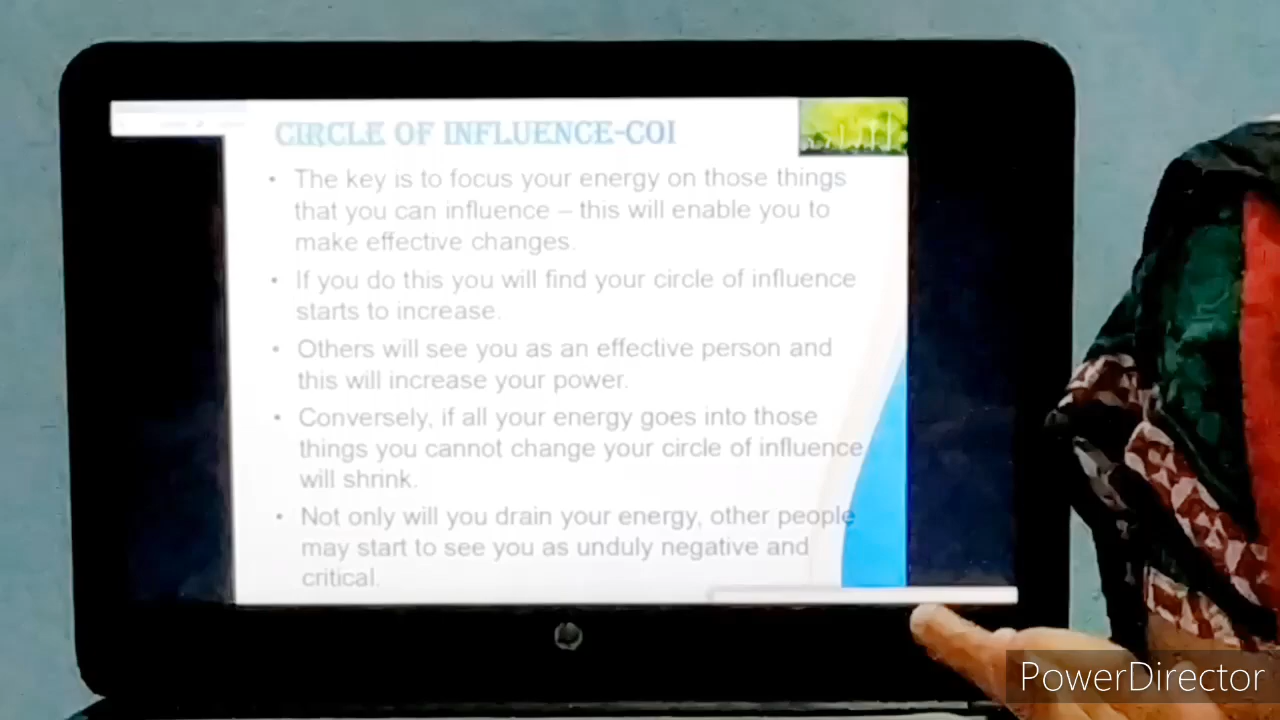 CIRCLE OF INFLUENCE-COI
• The key is to focus your energy on those things
that you can influence – this will enable you to
make effective changes.
• If you do this you will find your circle of influence
starts to increase.
• Others will see you as an effective person and
this will increase your power.
• Conversely, if all your energy goes into those
things you cannot change your circle of influence
will shrink.
• Not only will you drain your energy, other people
may start to see you as unduly negative and
critical.
PowerDirector